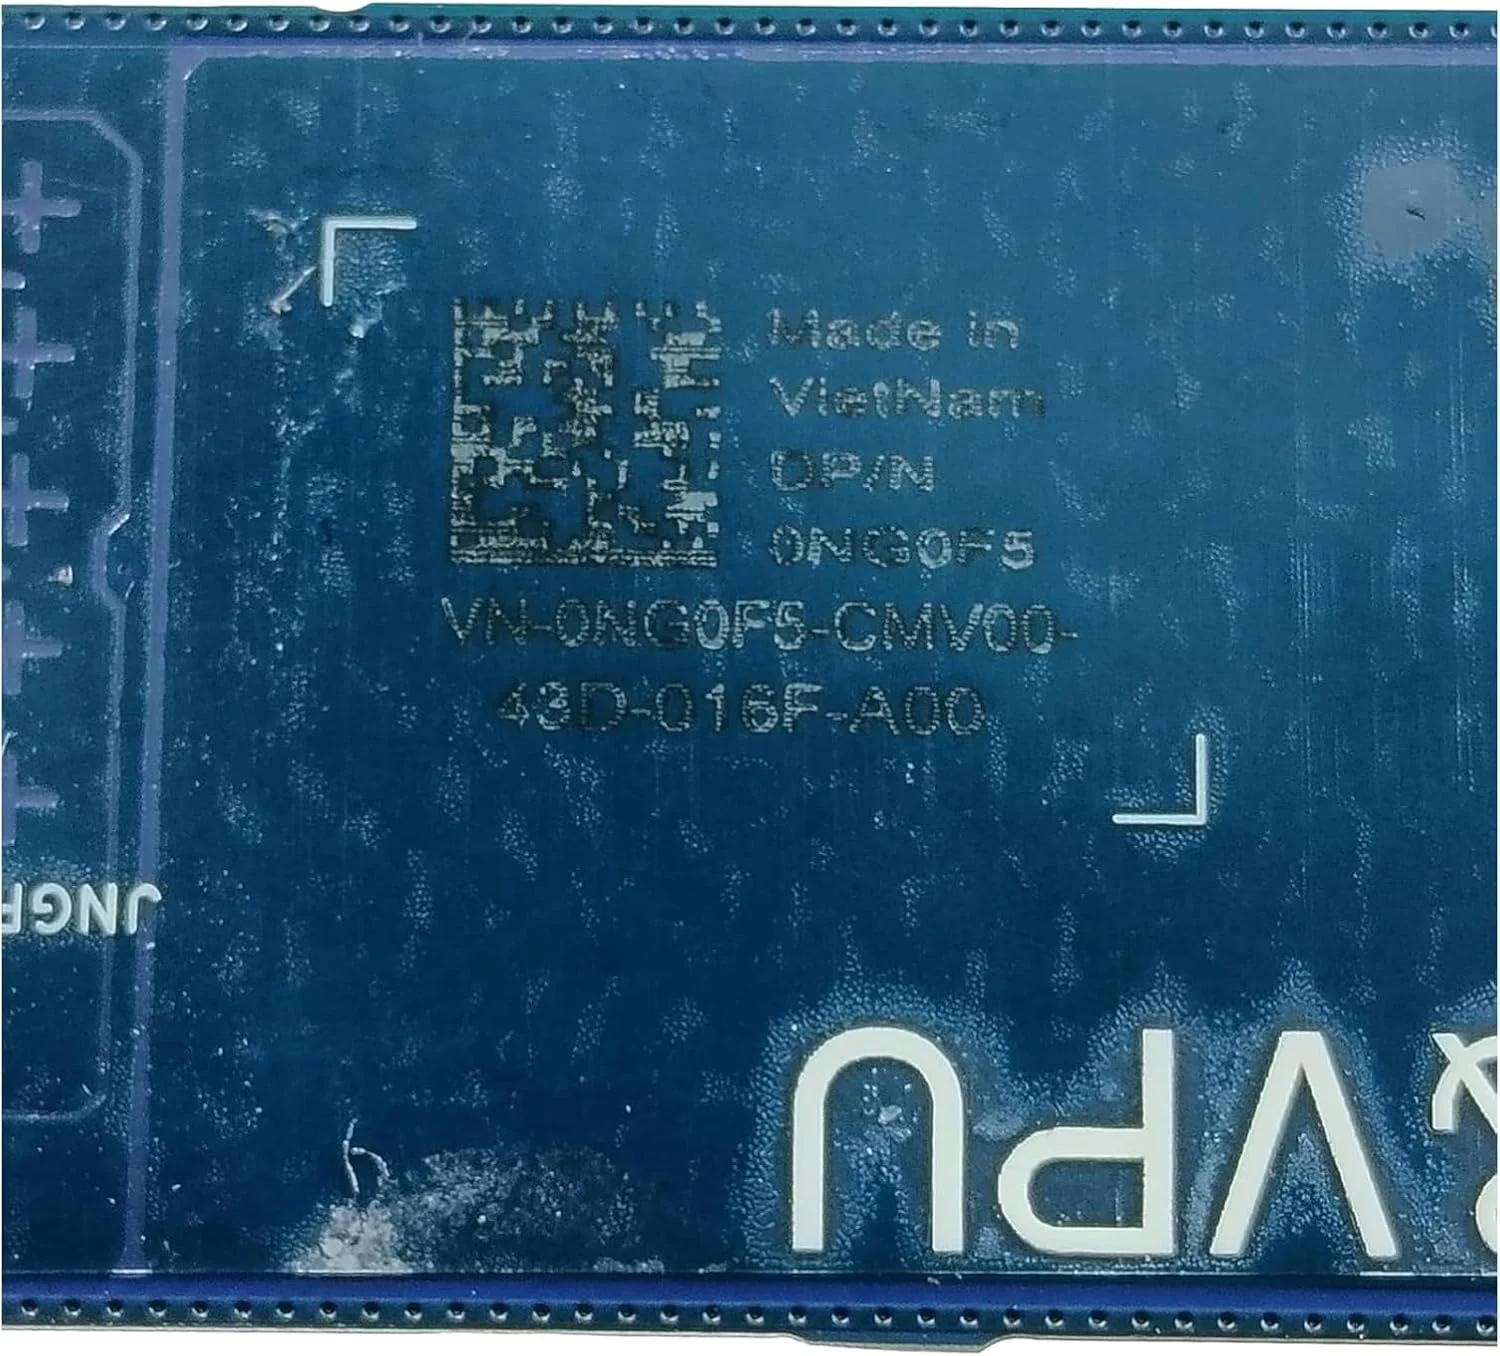 Made in
VietNam
DP/N
0NG0F5
VN-0NG0F5-CMV00-
43D-016F-A00
JNGF
&VPU